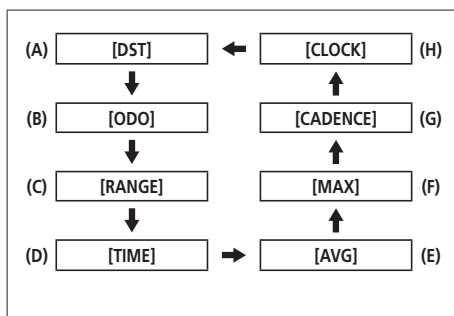 (A) [DST] [CLOCK] (H)
(B) [ODO] [CADENCE] (G)
(C) [RANGE] [MAX] (F)
(D) [TIME] [AVG] (E)